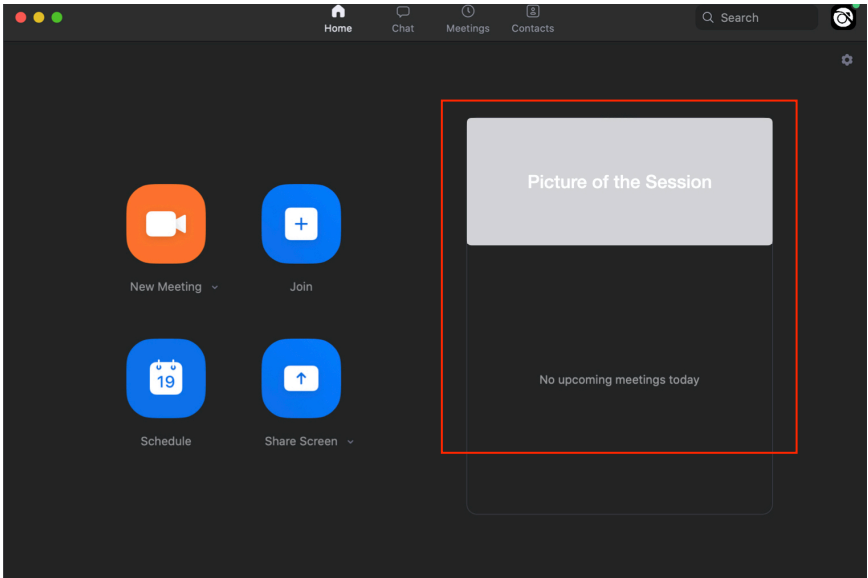 Home
Chat
Meetings
Contacts
Search
Picture of the Session
New Meeting
Join
19
Schedule
Share Screen
No upcoming meetings today